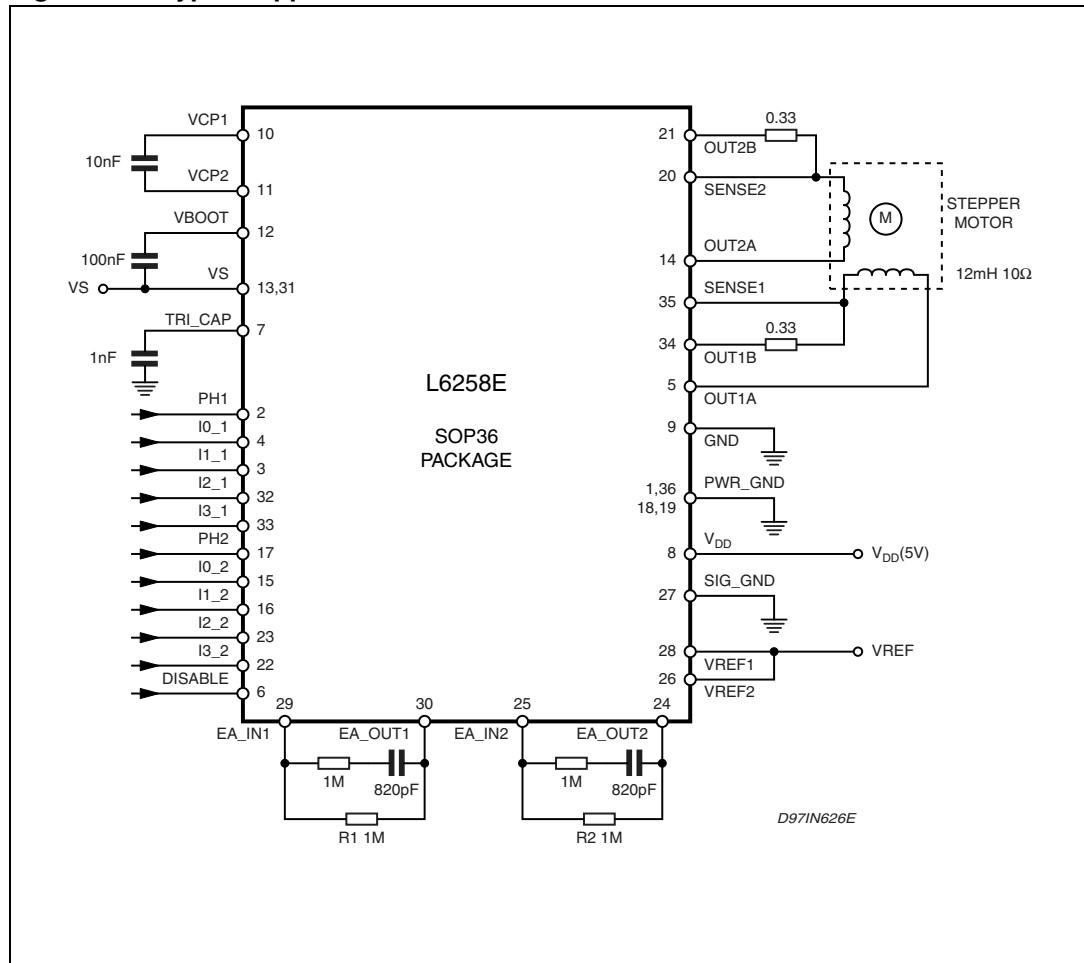 VCP1
10
10nF
VCP2
11
VBOOT
12
100nF
VS
VS
13,31
TRI_CAP
7
1nF
PH1
2
I0_1
4
I1_1
3
I2_1
32
I3_1
33
PH2
17
I0_2
15
I1_2
16
I2_2
23
I3_2
22
DISABLE
6
L6258E
SOP36
PACKAGE
21
0.33
OUT2B
20
SENSE2
STEPPER
MOTOR
M
14
OUT2A
12mH 10Ω
35
SENSE1
34
0.33
OUT1B
5
OUT1A
9
GND
1,36
18,19
PWR_GND
8
VDD
VDD(5V)
27
SIG_GND
28
VREF1
VREF
26
VREF2
29
30
25
24
EA_IN1
EA_OUT1
EA_IN2
EA_OUT2
1M
820pF
1M
820pF
R1 1M
R2 1M
D97IN626E